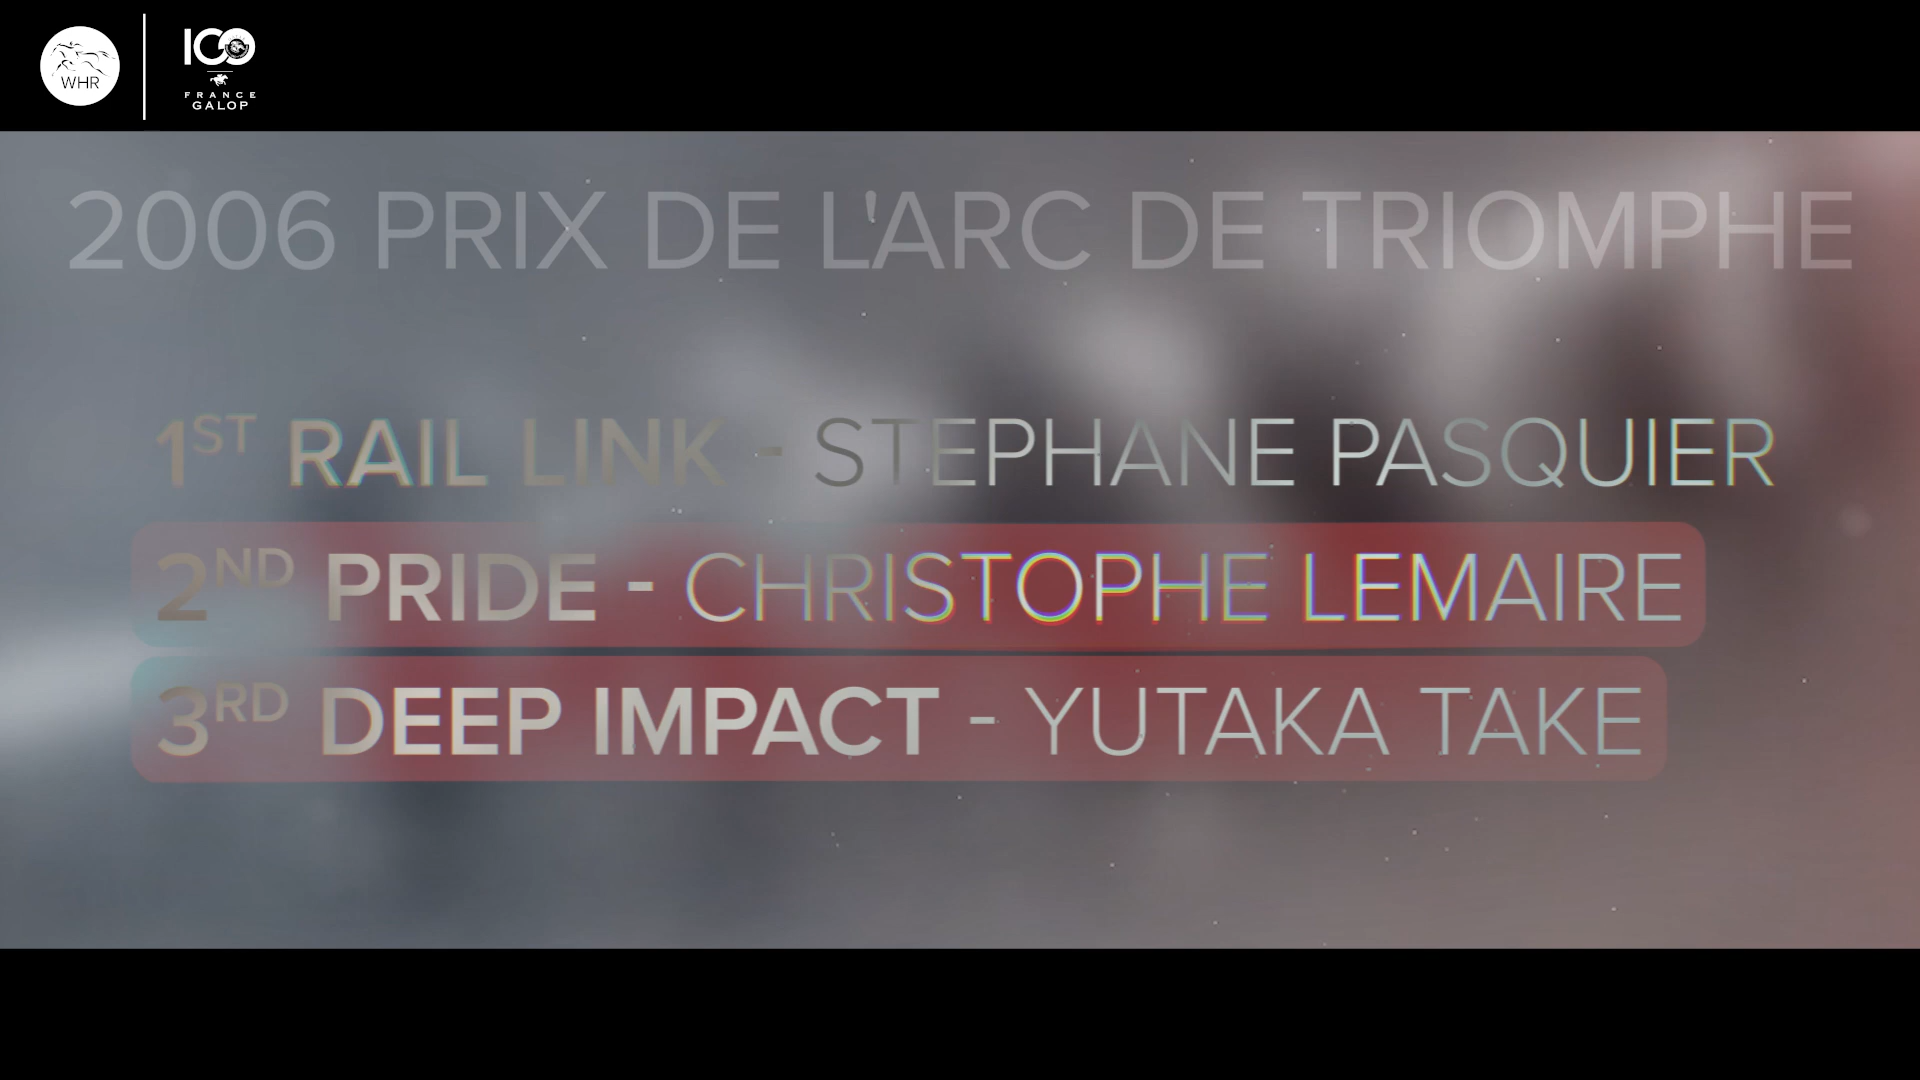 WHR
100
FRANCE
GALOP
2006 PRIX DE L'ARC DE TRIOMPHE
1ST RAIL LINK - STEPHANE PASQUIER
2ND PRIDE - CHRISTOPHE LEMAIRE
3RD DEEP IMPACT - YUTAKA TAKE